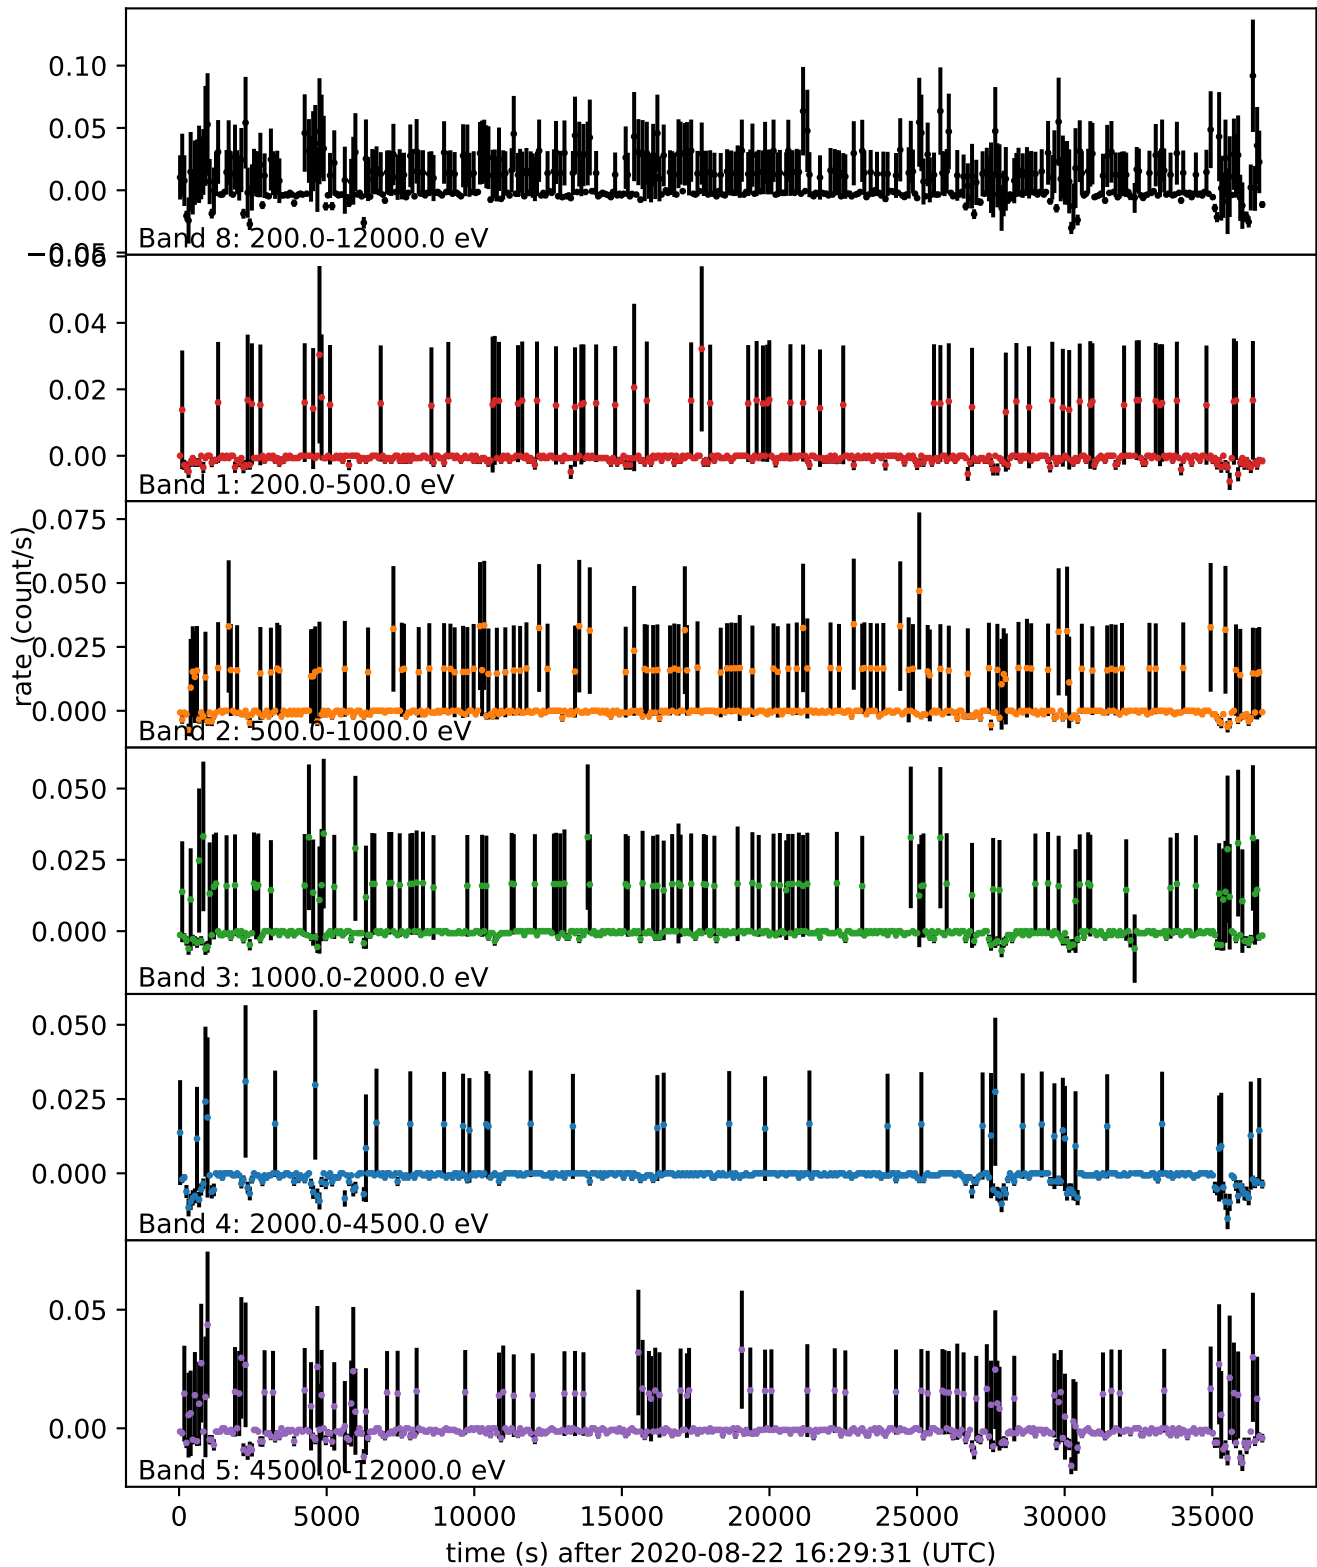 0.10
0.05
0.00
−0.05
Band 8: 200.0-12000.0 eV
0.06
0.04
0.02
0.00
Band 1: 200.0-500.0 eV
0.075
0.050
0.025
0.000
Band 2: 500.0-1000.0 eV
rate (count/s)
0.050
0.025
0.000
Band 3: 1000.0-2000.0 eV
0.050
0.025
0.000
Band 4: 2000.0-4500.0 eV
0.05
0.00
Band 5: 4500.0-12000.0 eV
0 5000 10000 15000 20000 25000 30000 35000
time (s) after 2020-08-22 16:29:31 (UTC)